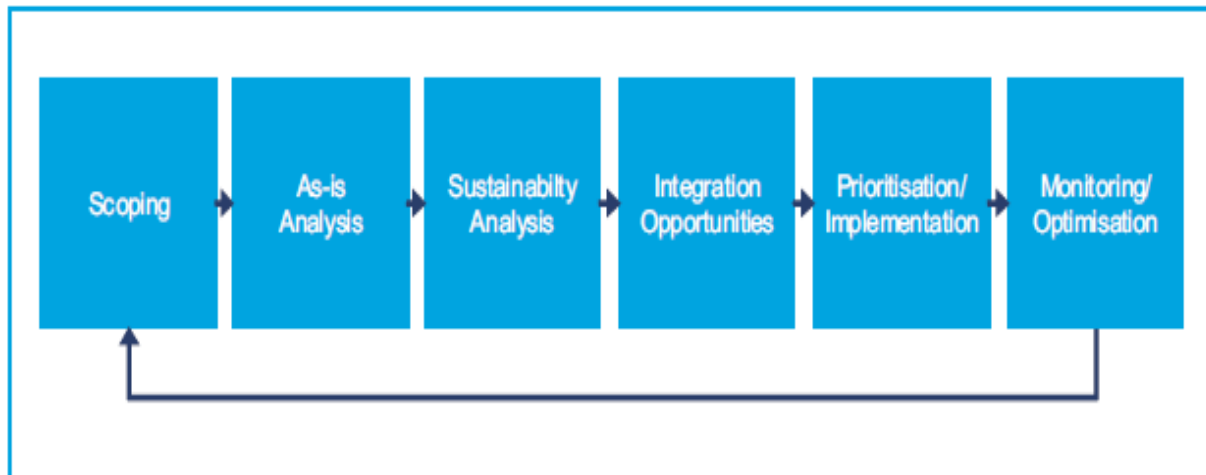 Scoping
As-is
Analysis
Sustainabilty
Analysis
Integration
Opportunities
Prioritisation/
Implementation
Monitoring/
Optimisation